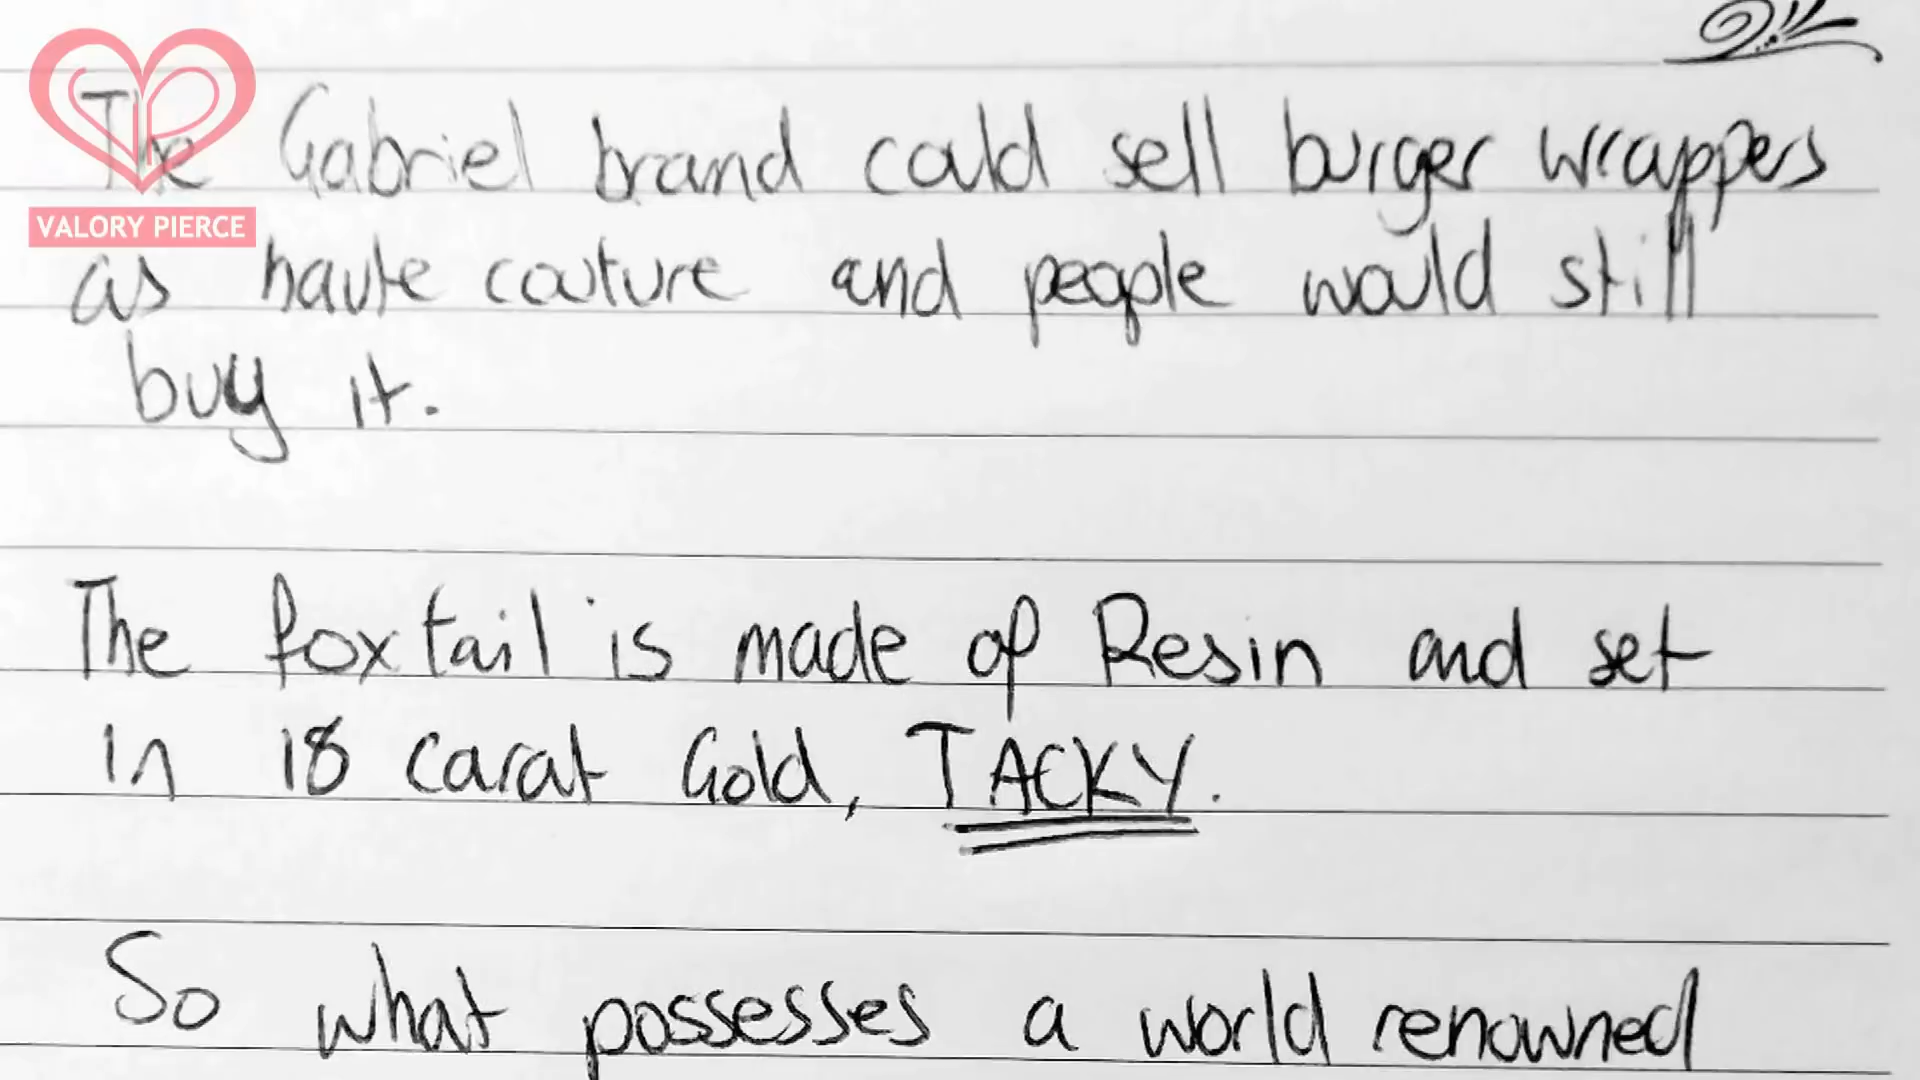 The Gabriel brand could sell burger wrappers
VALORY PIERCE
as haute couture and people would still
buy it.
The foxtail is made of Resin and set
in 18 carat Gold, TACKY.
So what possesses a world renowned